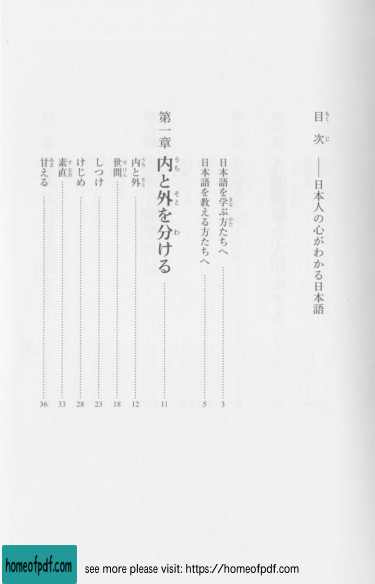 目次――日本人の心がわかる日本語
日本語を学ぶ方たちへ 3
日本語を教える方たちへ 5
第一章 内と外を分ける 11
内と外 12
世間 18
しつけ 23
けじめ 28
素直 33
甘える 36
homeofpdf.com
see more please visit: https://homeofpdf.com